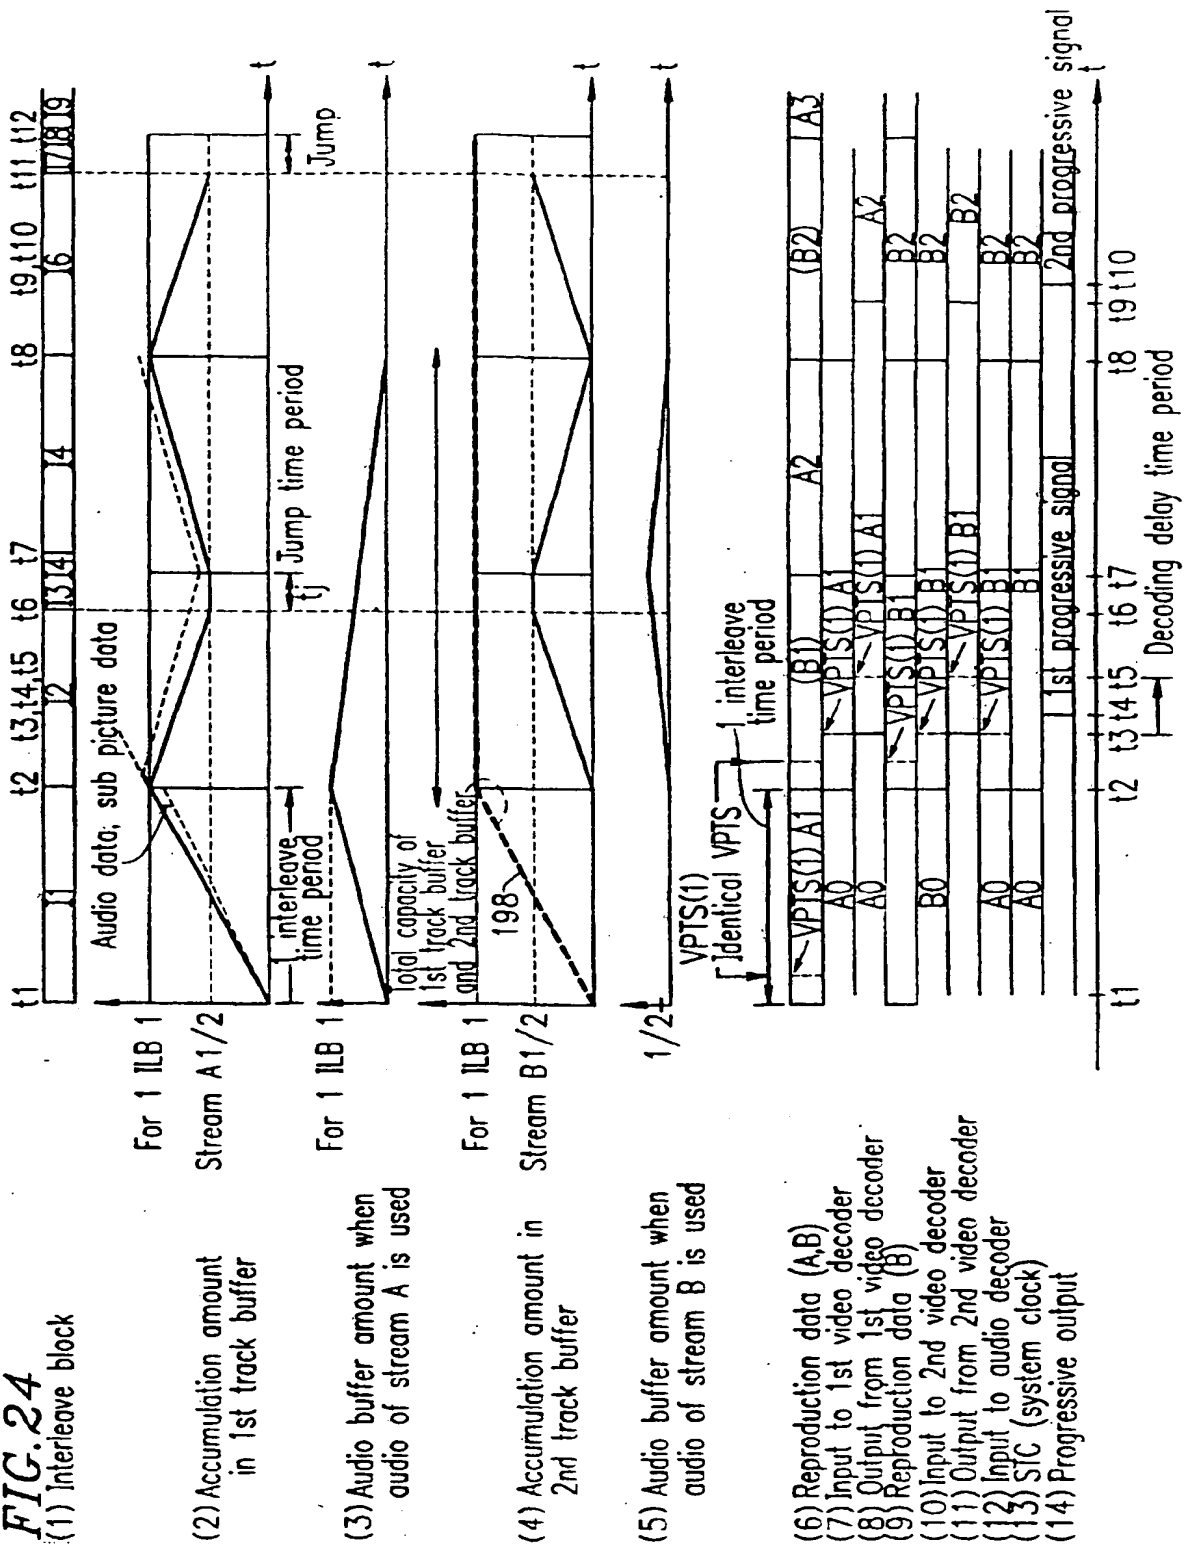 FIG.24
(1) Interleave block
t1 t2 t3,t4,t5 t6 t7 t8 t9,t10 t11 t12
I1 I2 I3 I4 I4 I6 I7 I8 I9
Audio data; sub picture data
(2) Accumulation amount
in 1st track buffer
For 1 ILB 1
Stream A1/2
1 interleave
time period
tj
Jump time period
Jump
t
(3) Audio buffer amount when
audio of stream A is used
For 1 ILB 1
t
Total capacity of
1st track buffer
and 2nd track buffer
(4) Accumulation amount in
2nd track buffer
For 1 ILB 1
Stream B1/2
198
t
(5) Audio buffer amount when
audio of stream B is used
1/2
t
VPTS(1)
Identical VPTS
1 interleave
time period
(6) Reproduction data (A,B)
VPTS(1) A1 (B1) A2 (B2) A3
(7) Input to 1st video decoder
A0 VPTS(1) A1
(8) Output from 1st video decoder
A0 VPTS(1) A1 A2
(9) Reproduction data (B)
VPTS(1) B1 B2
(10) Input to 2nd video decoder
B0 VPTS(1) B1 B2
(11) Output from 2nd video decoder
VPTS(1) B1 B2
(12) Input to audio decoder
A0 VPTS(1) B1 B2
(13) STC (system clock)
A0 B1 B2
(14) Progressive output
1st progressive signal 2nd progressive signal
t
t1 t2 t3 t4 t5 t6 t7 t8 t9 t10
Decoding delay time period